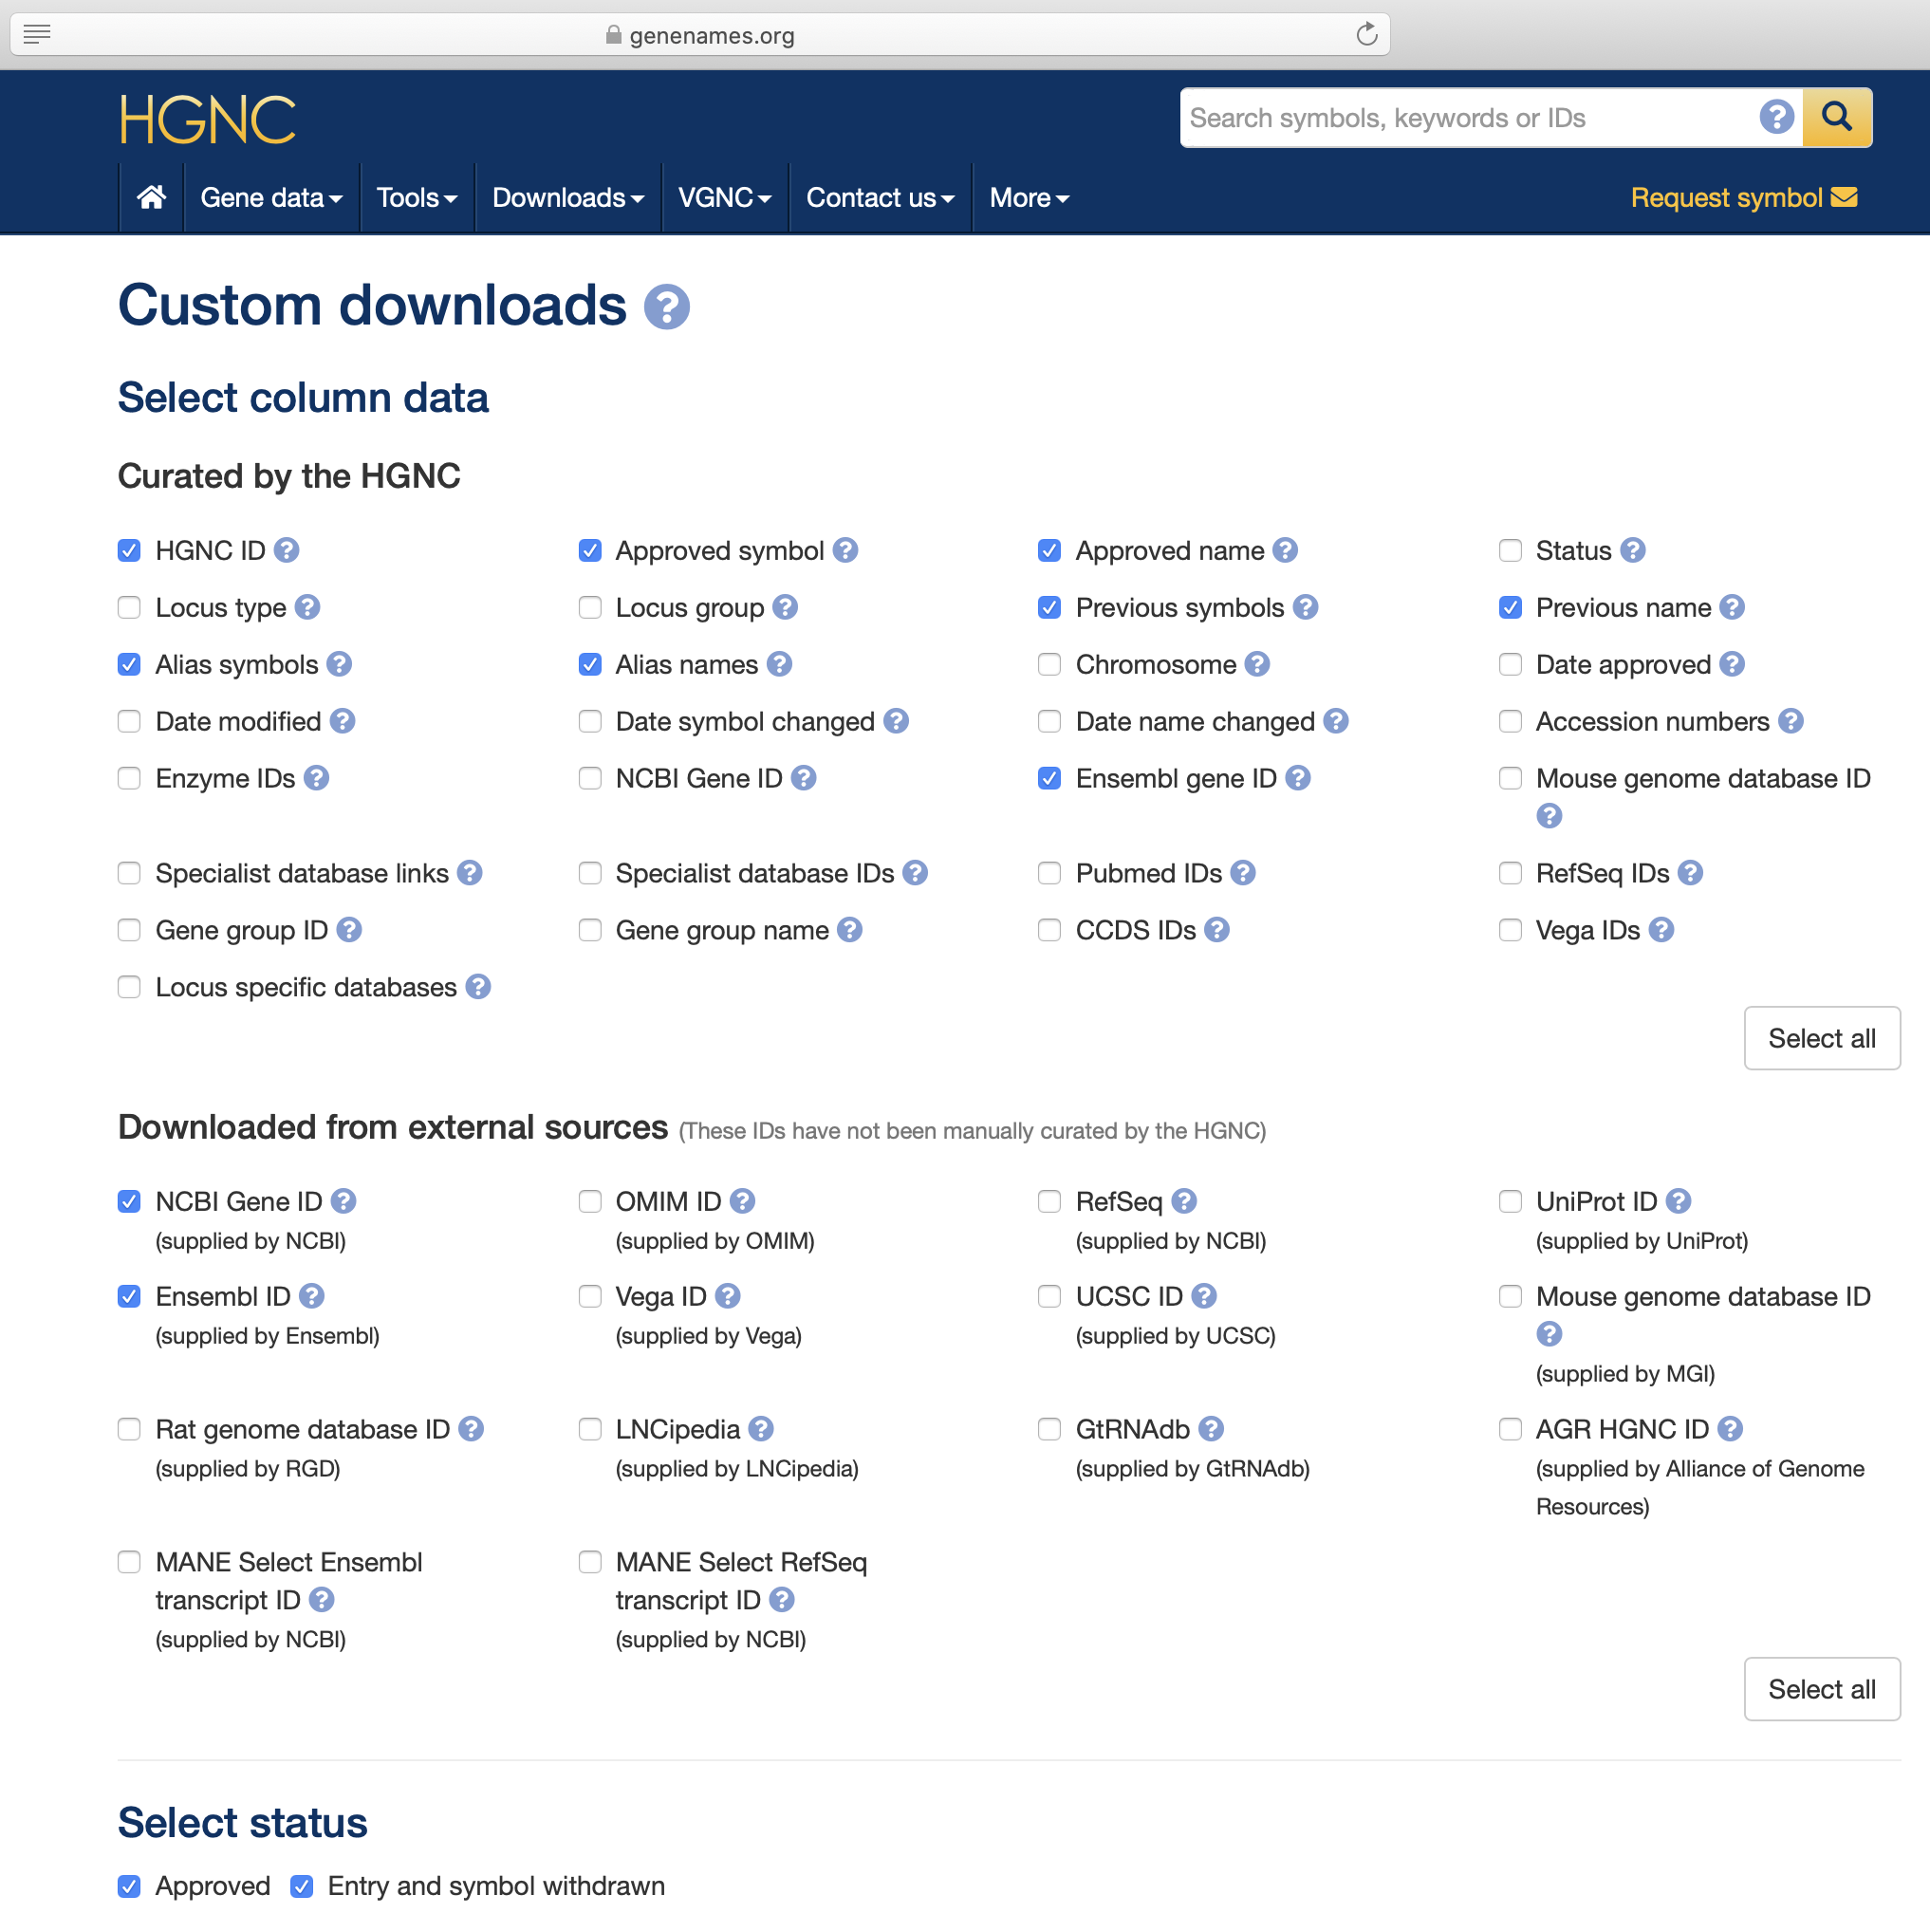 genenames.org
HGNC
Search symbols, keywords or IDs ?
Gene data Tools Downloads VGNC Contact us More Request symbol
Custom downloads ?
Select column data
Curated by the HGNC
HGNC ID ? Approved symbol ? Approved name ? Status ?
Locus type ? Locus group ? Previous symbols ? Previous name ?
Alias symbols ? Alias names ? Chromosome ? Date approved ?
Date modified ? Date symbol changed ? Date name changed ? Accession numbers ?
Enzyme IDs ? NCBI Gene ID ? Ensembl gene ID ? Mouse genome database ID
?
Specialist database links ? Specialist database IDs ? Pubmed IDs ? RefSeq IDs ?
Gene group ID ? Gene group name ? CCDS IDs ? Vega IDs ?
Locus specific databases ?
Select all
Downloaded from external sources (These IDs have not been manually curated by the HGNC)
NCBI Gene ID ? OMIM ID ? RefSeq ? UniProt ID ?
(supplied by NCBI) (supplied by OMIM) (supplied by NCBI) (supplied by UniProt)
Ensembl ID ? Vega ID ? UCSC ID ? Mouse genome database ID
?
(supplied by Ensembl) (supplied by Vega) (supplied by UCSC)
(supplied by MGI)
Rat genome database ID ? LNCipedia ? GtRNAdb ? AGR HGNC ID ?
(supplied by RGD) (supplied by LNCipedia) (supplied by GtRNAdb) (supplied by Alliance of Genome
Resources)
MANE Select Ensembl MANE Select RefSeq
transcript ID ? transcript ID ?
(supplied by NCBI) (supplied by NCBI)
Select all
Select status
Approved Entry and symbol withdrawn